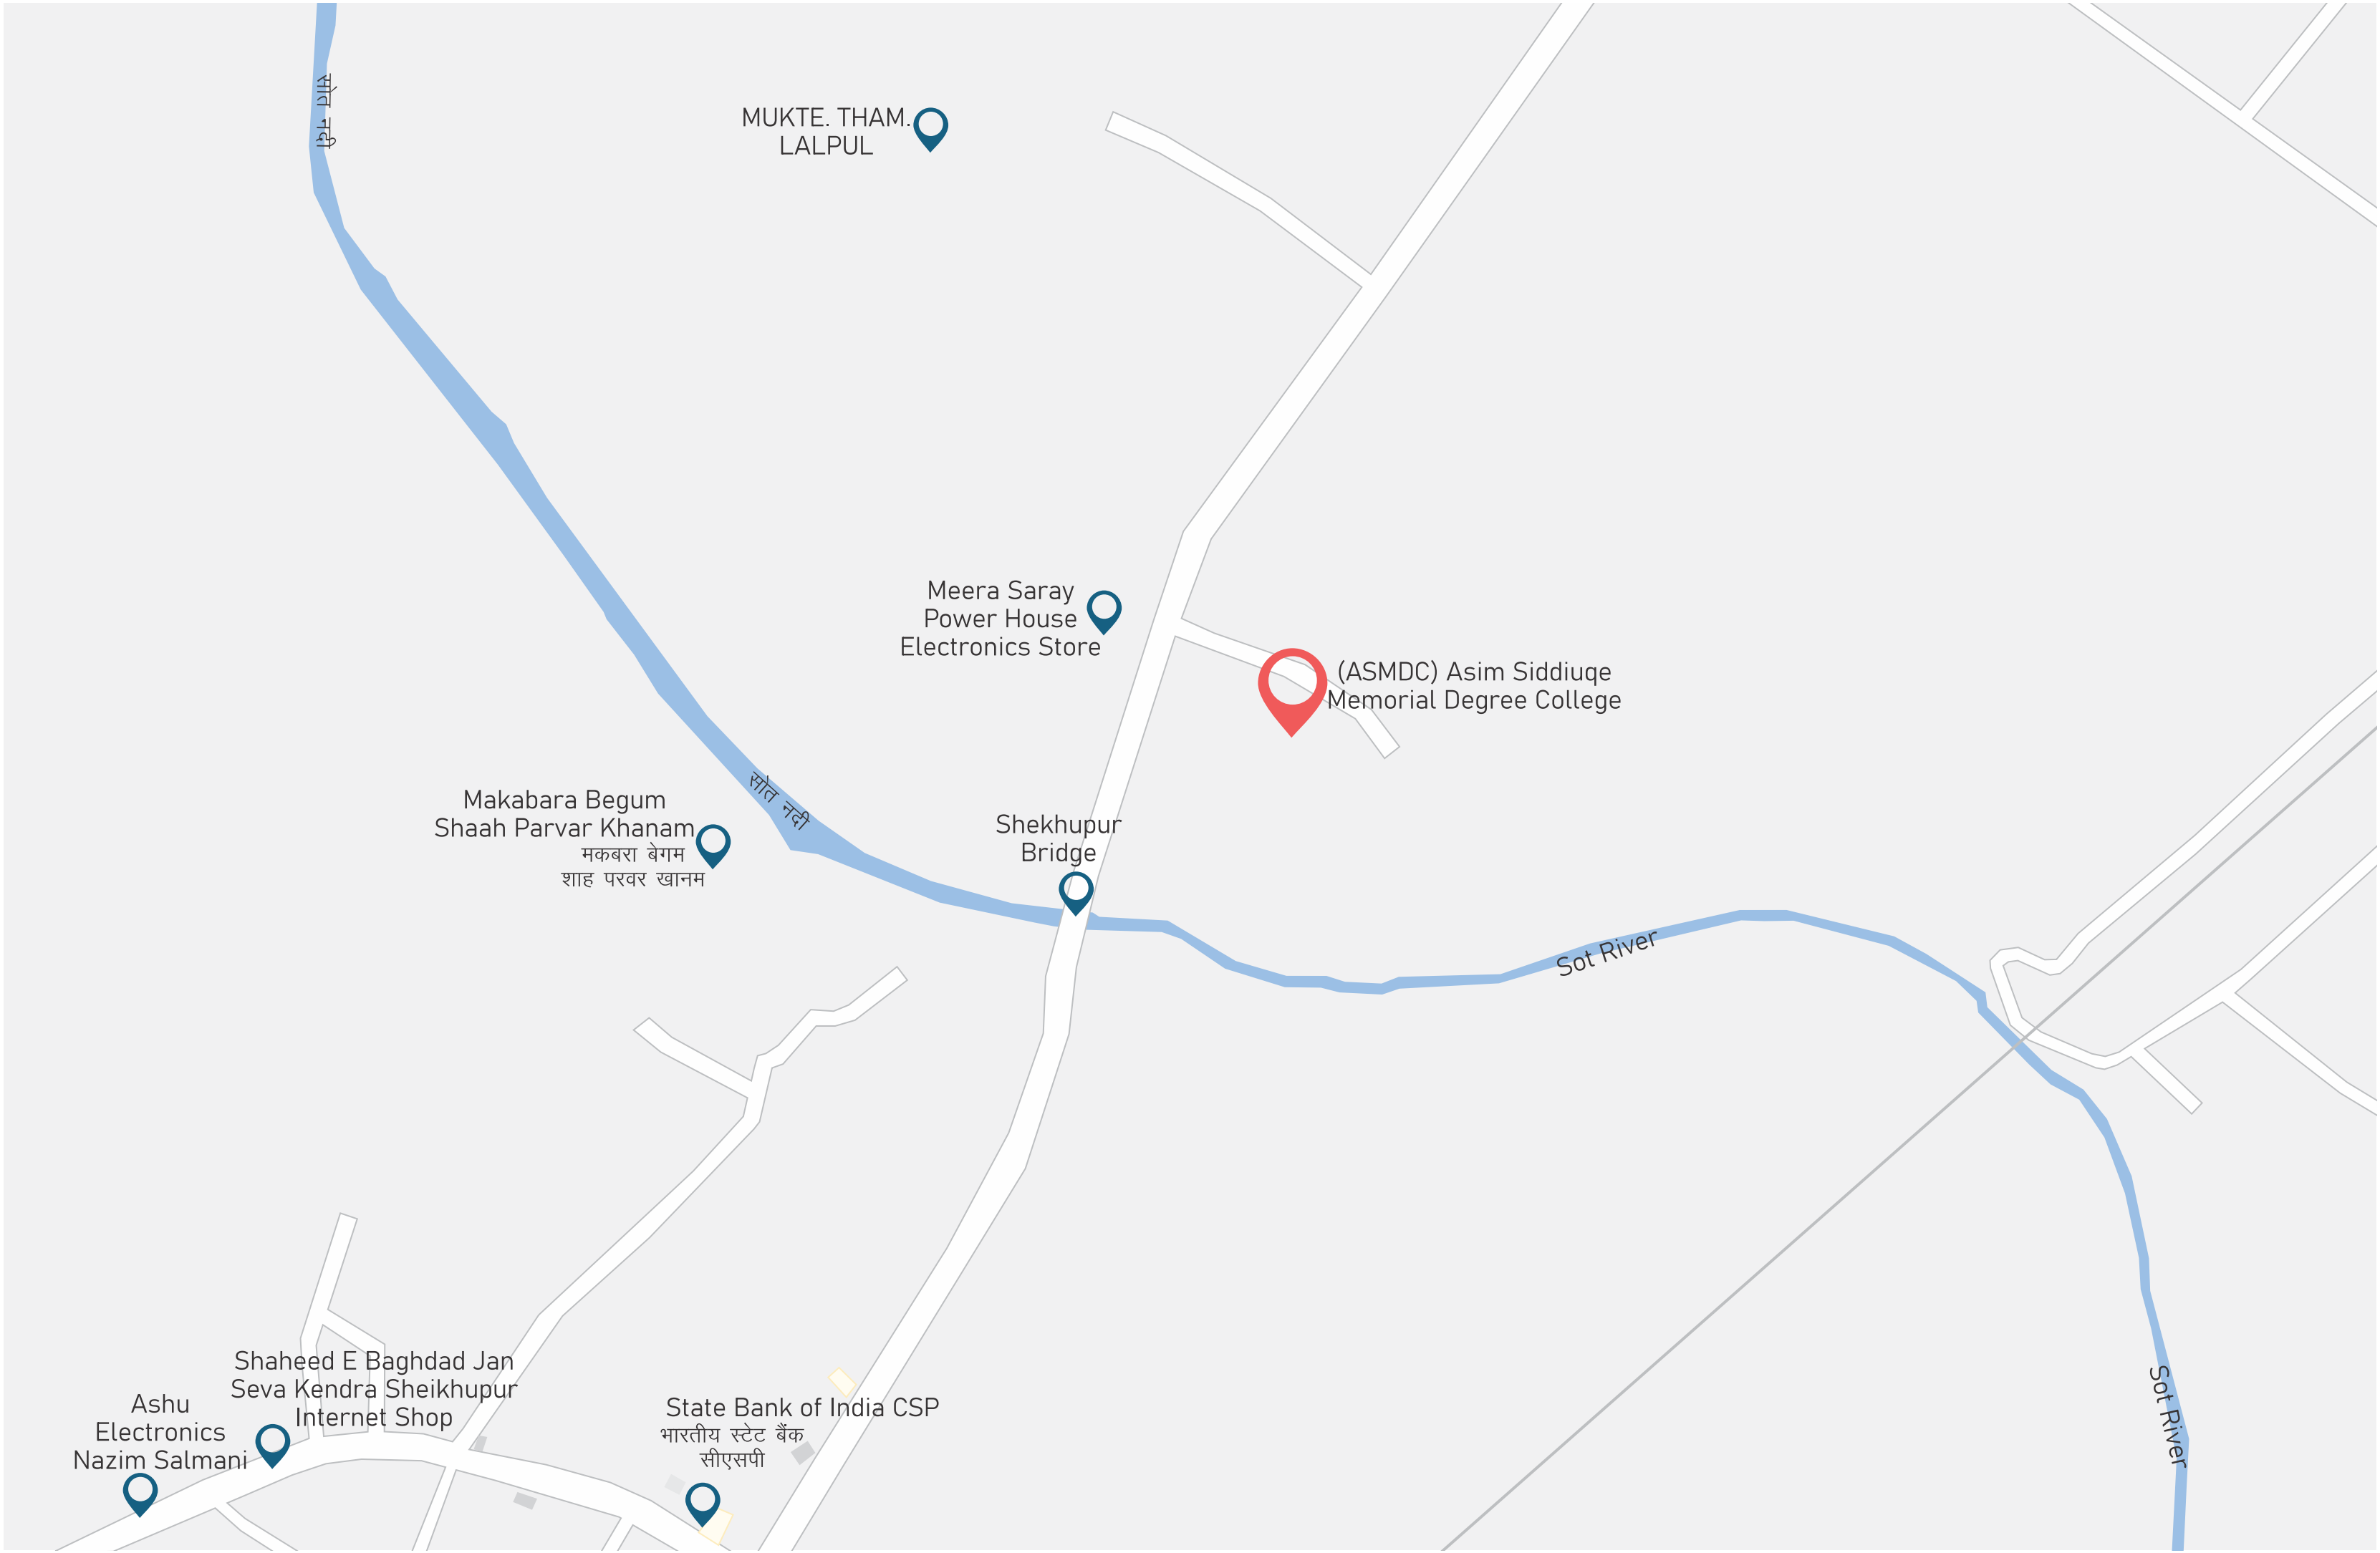 सोत नदी
MUKTE. THAM.
LALPUL
Meera Saray
Power House
Electronics Store
(ASMDC) Asim Siddiuqe
Memorial Degree College
सोत नदी
Makabara Begum
Shaah Parvar Khanam
मकबरा बेगम
शाह परवर खानम
Shekhupur
Bridge
Sot River
Shaheed E Baghdad Jan
Seva Kendra Sheikhupur
Internet Shop
Ashu
Electronics
Nazim Salmani
State Bank of India CSP
भारतीय स्टेट बैंक
सीएसपी
Sot River